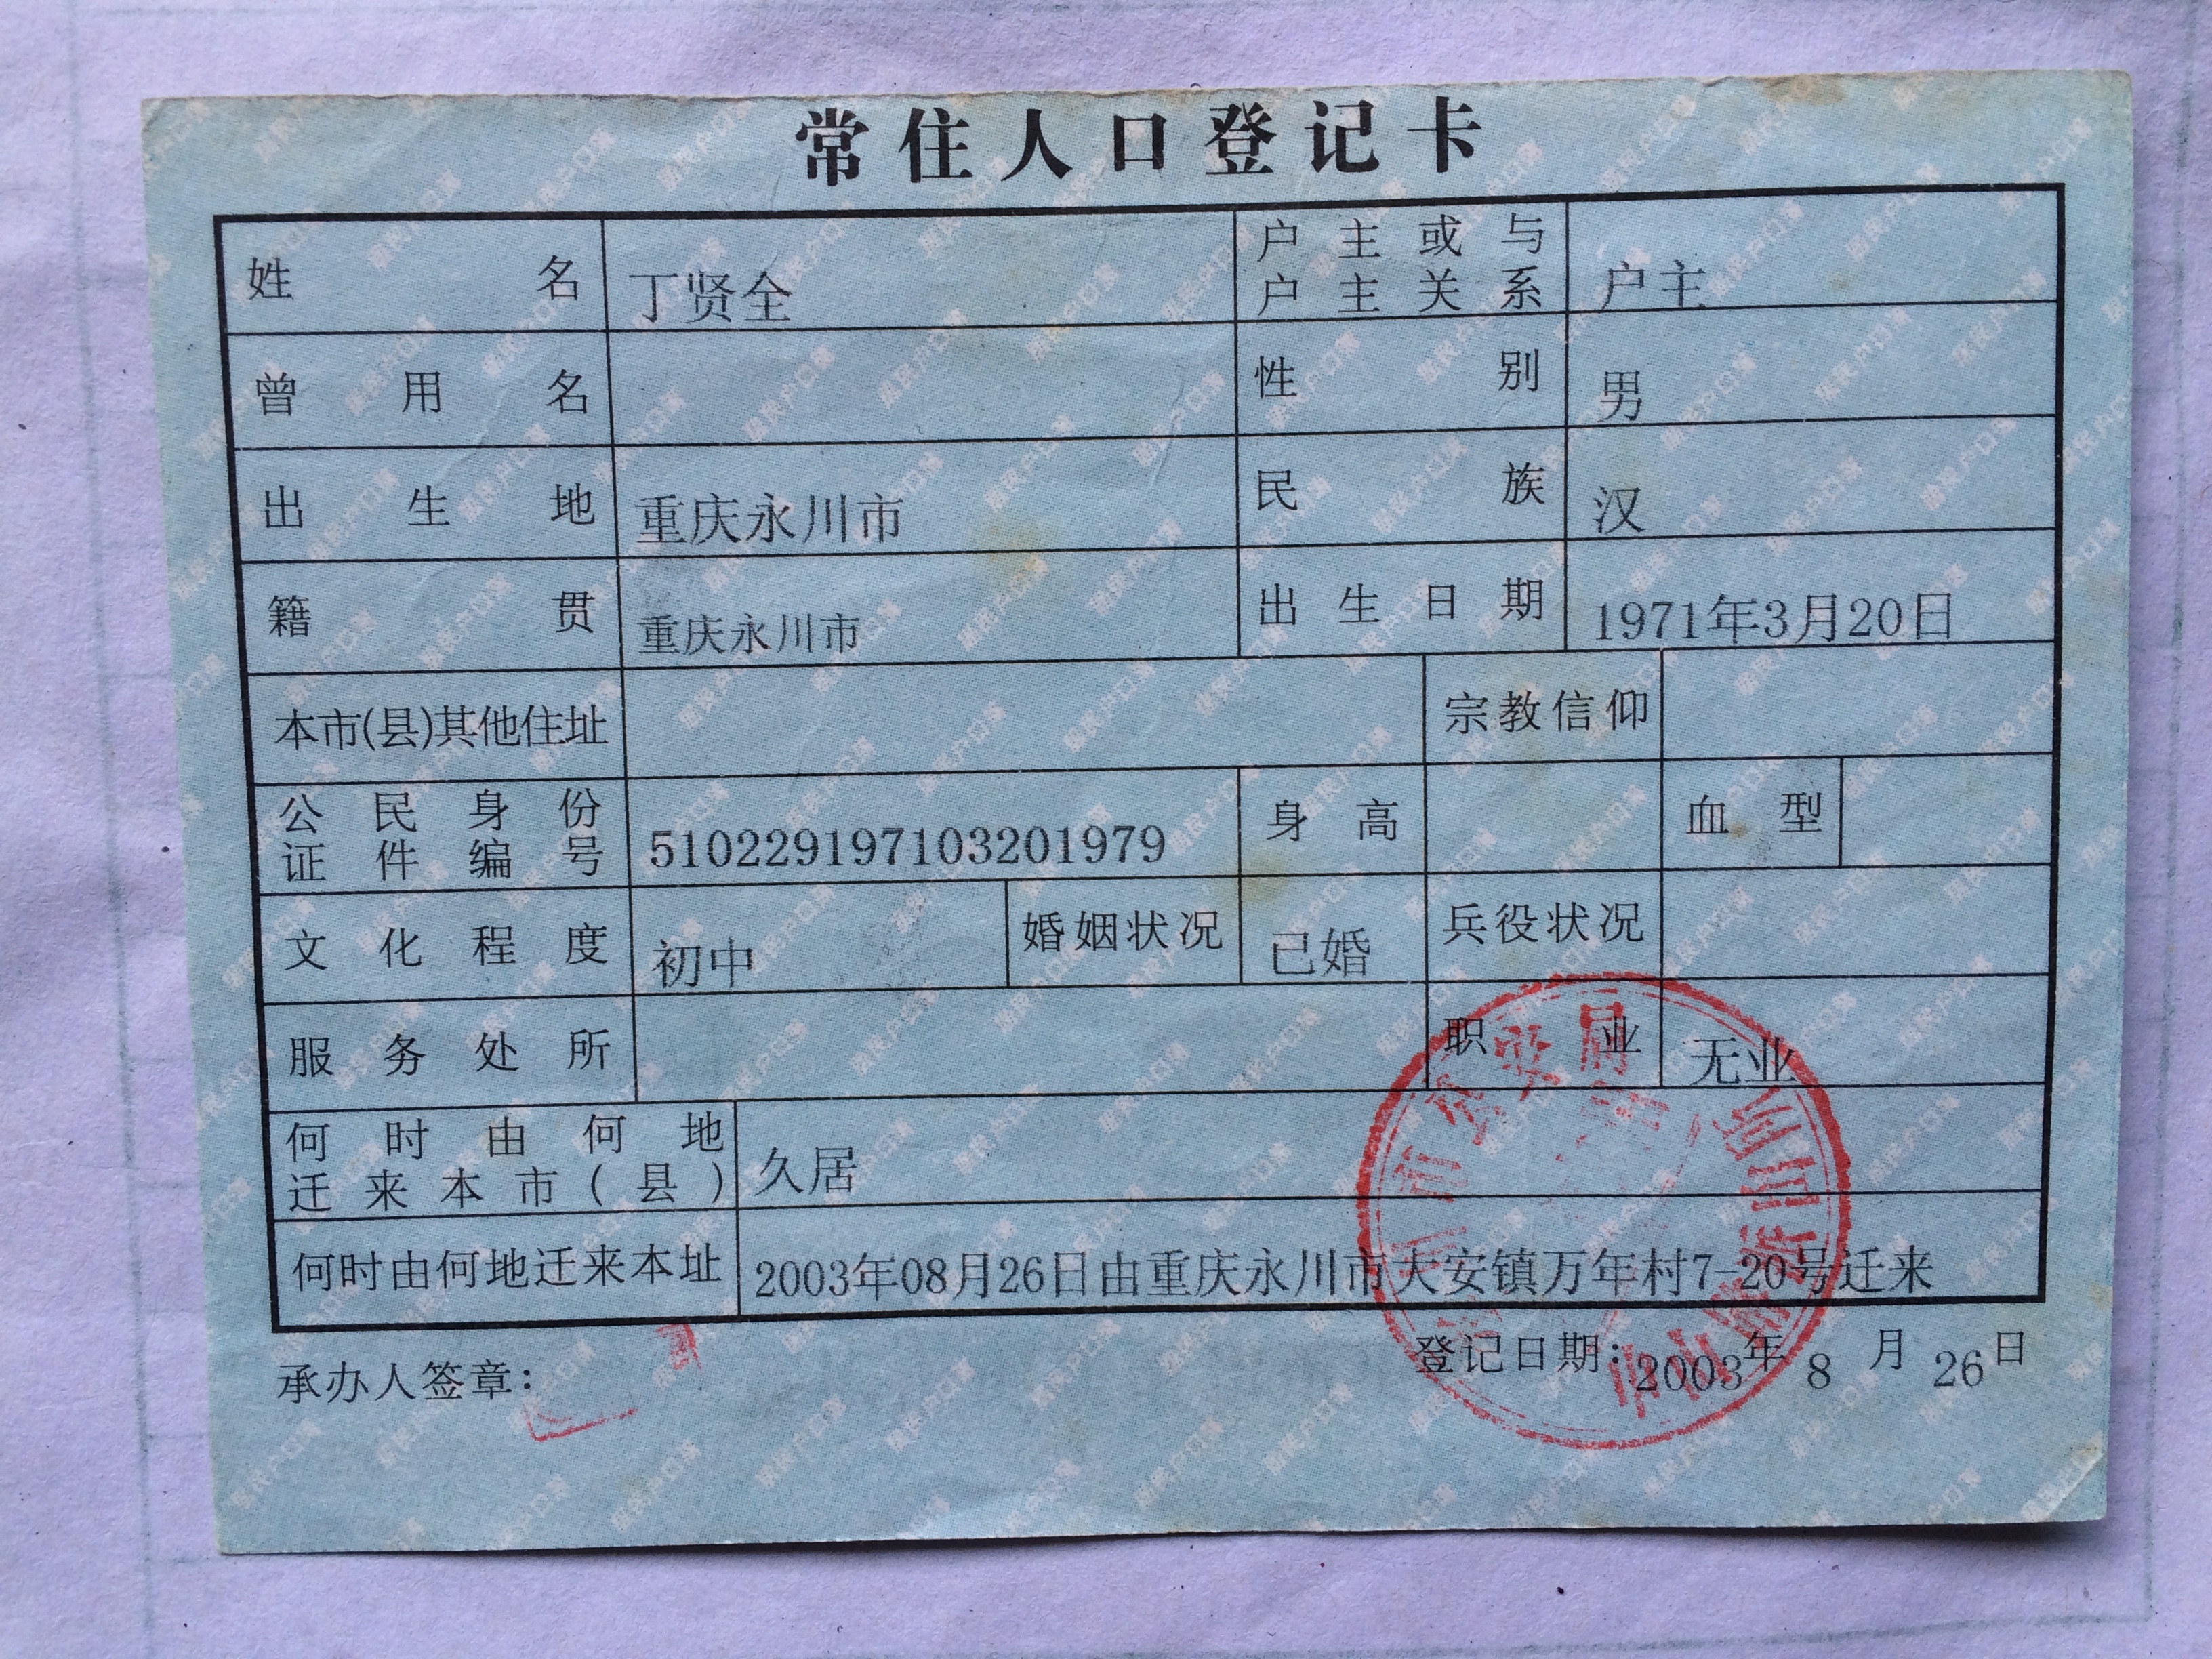 常住人口登记卡
姓名 丁贤全 户主或与户主关系 户主
曾用名 性别 男
出生地 重庆永川市 民族 汉
籍贯 重庆永川市 出生日期 1971年3月20日
本市(县)其他住址 宗教信仰
公民身份证件编号 510229197103201979 身高 血型
文化程度 初中 婚姻状况 已婚 兵役状况
服务处所 职业 无业
何时由何地迁来本市(县) 久居
何时由何地迁来本址 2003年08月26日由重庆永川市大安镇万年村7-20号迁来
承办人签章: 登记日期: 2003年8月26日